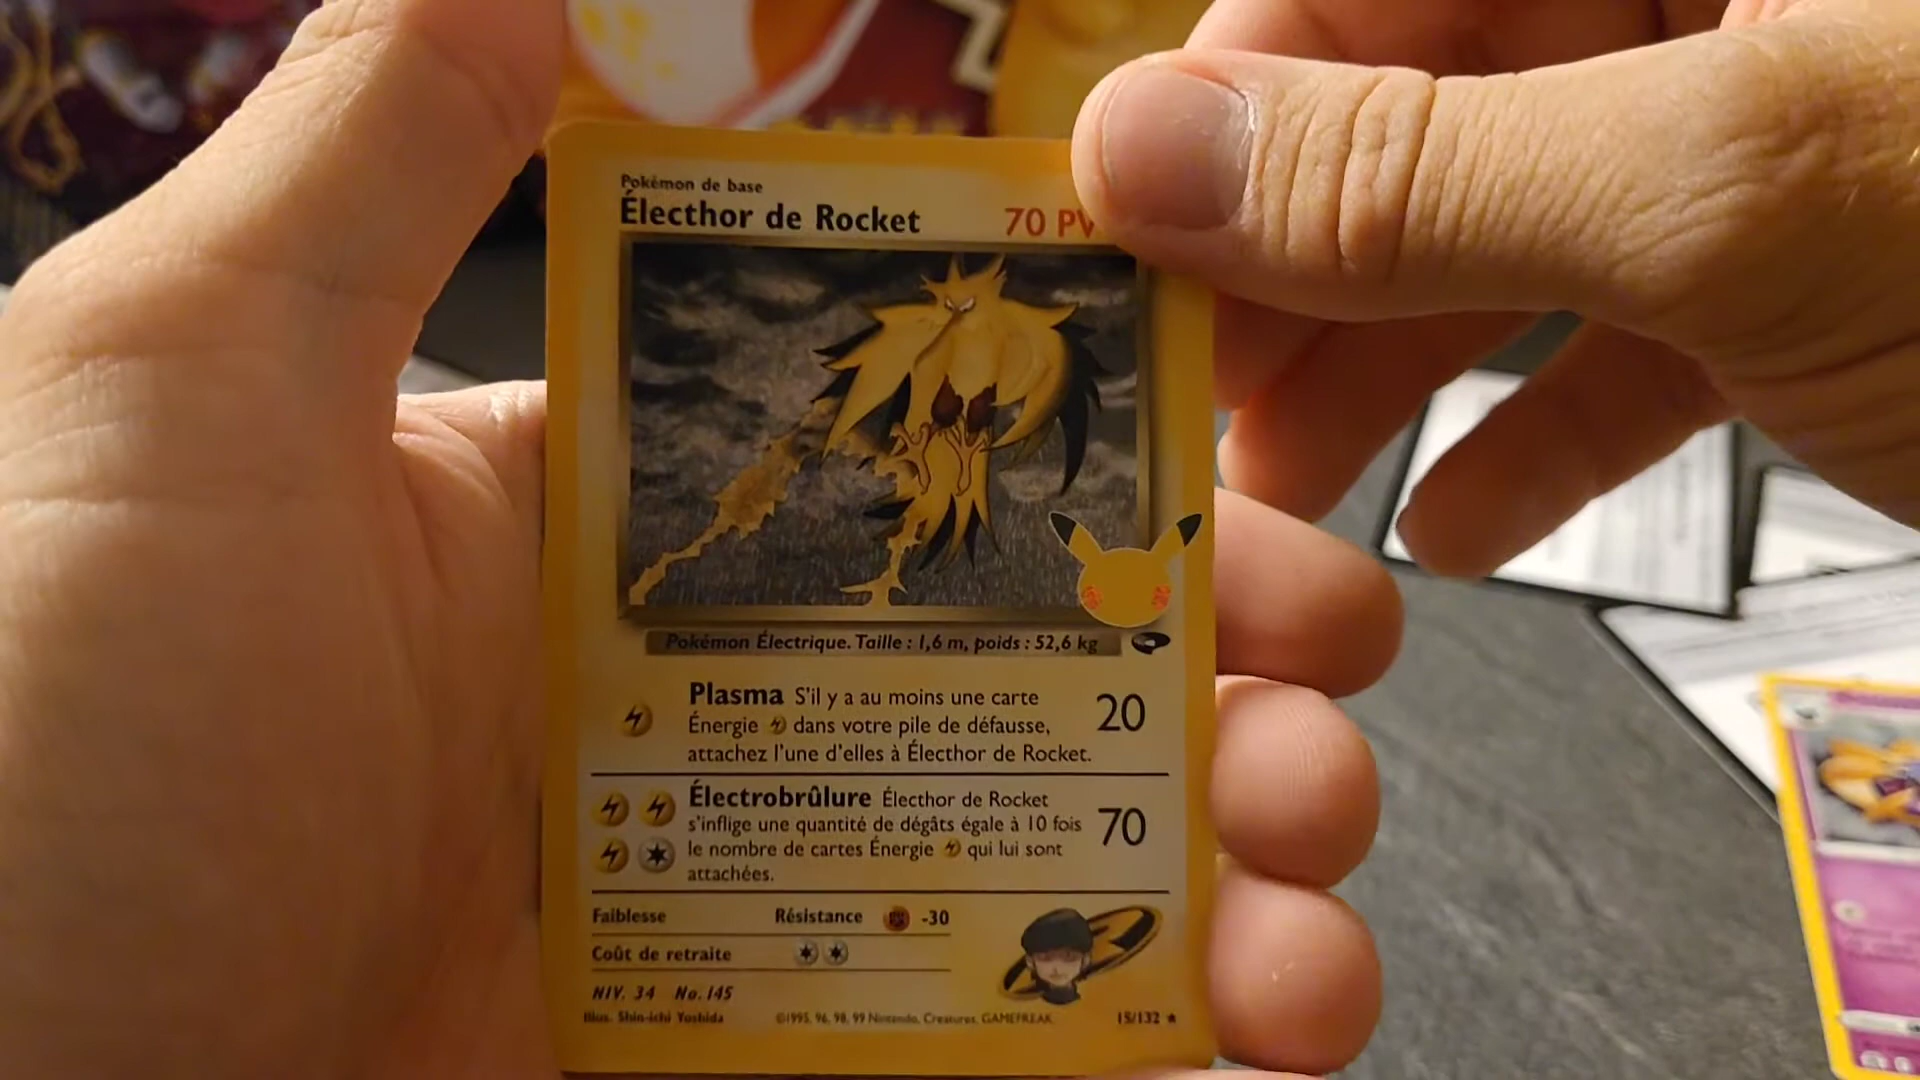 Pokémon de base
Électhor de Rocket 70 PV
Pokémon Électrique. Taille : 1,6 m, poids : 52,6 kg
Plasma S'il y a au moins une carte
Énergie dans votre pile de défausse,
attachez l'une d'elles à Électhor de Rocket.
20
Électrobrûlure Électhor de Rocket
s'inflige une quantité de dégâts égale à 10 fois
le nombre de cartes Énergie qui lui sont
attachées.
70
Faiblesse Résistance -30
Coût de retraite
NIV. 34 No. 145
Illus. Shin-ichi Yoshida ©1995, 96, 98, 99 Nintendo, Creatures, GAMEFREAK. 15/132